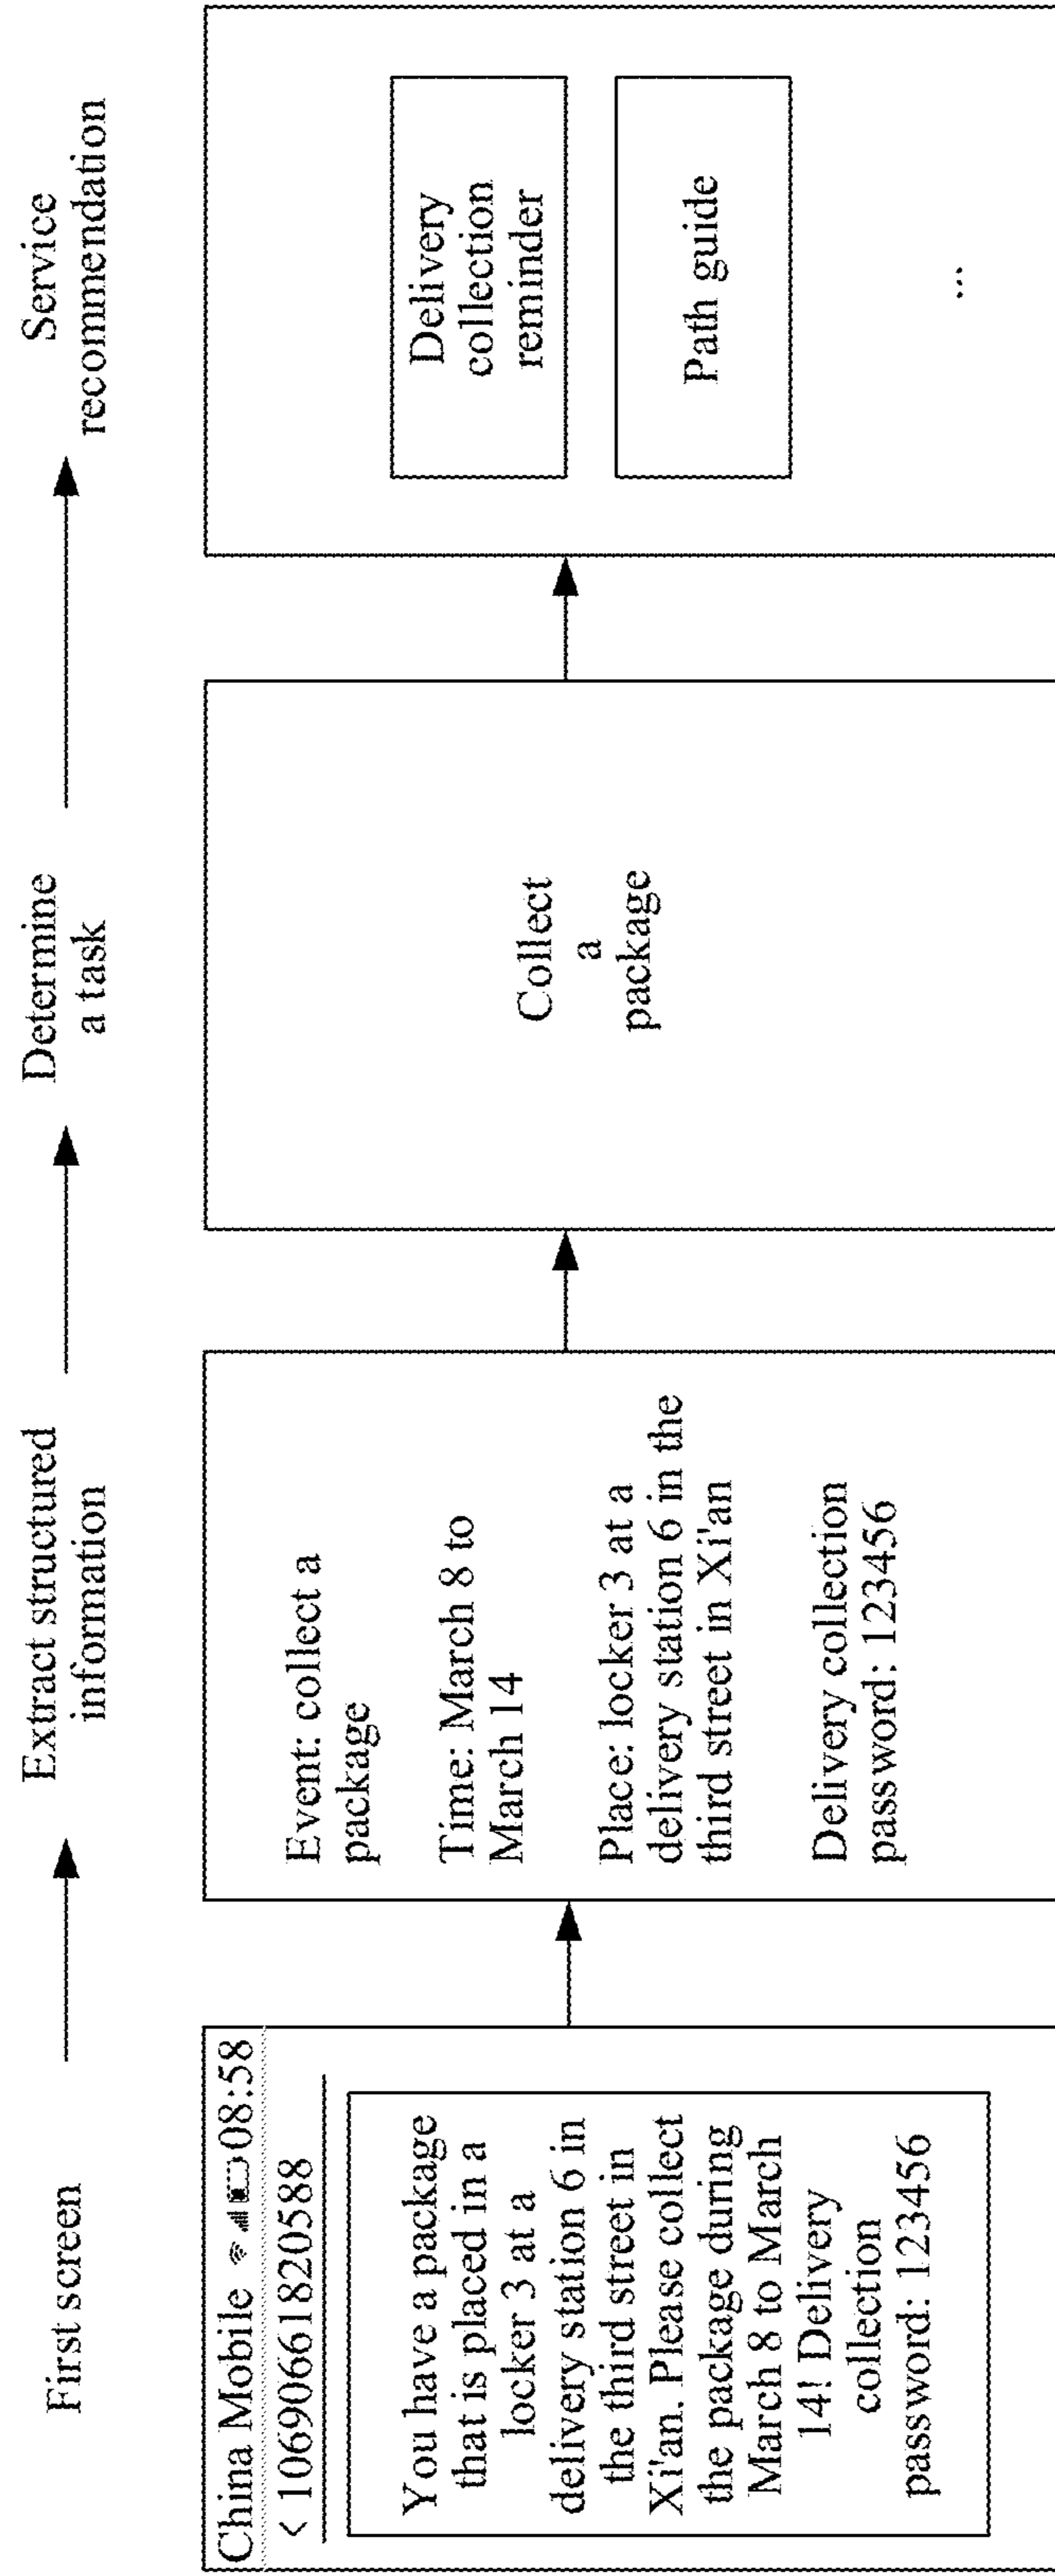 First screen
Extract structured
information
Determine
a task
Service
recommendation
China Mobile 08:58
< 10690661820588
You have a package
that is placed in a
locker 3 at a
delivery station 6 in
the third street in
Xi'an. Please collect
the package during
March 8 to March
14! Delivery
collection
password: 123456
Event: collect a
package
Time: March 8 to
March 14
Place: locker 3 at a
delivery station 6 in the
third street in Xi'an
Delivery collection
password: 123456
Collect
a
package
Delivery
collection
reminder
Path guide
...